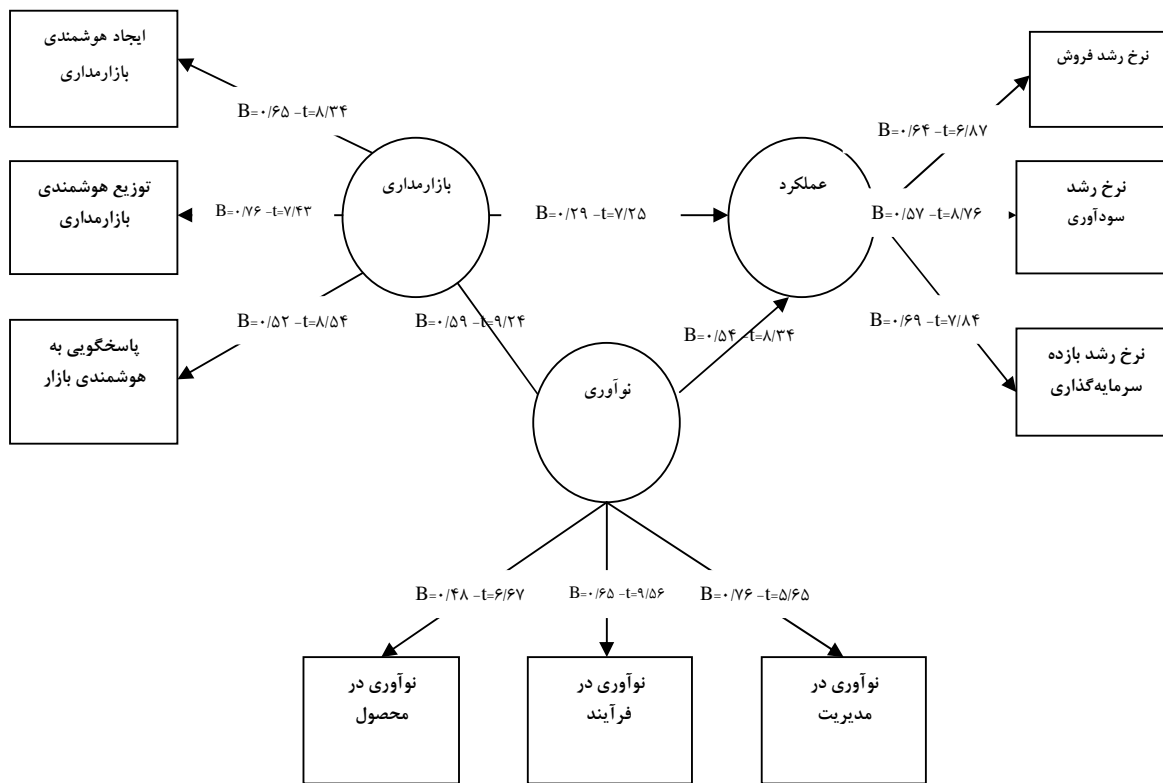 ایجاد هوشمندی
بازارمداری
نرخ رشد فروش
B=۰/۶۵ –t=۸/۳۴
B=۰/۶۴ –t=۶/۸۷
توزیع هوشمندی
بازارمداری
B=۰/۷۶ –t=۷/۴۳
بازارمداری
B=۰/۲۹ –t=۷/۲۵
عملکرد
B=۰/۵۷ –t=۸/۷۶
نرخ رشد
سودآوری
B=۰/۵۲ –t=۸/۵۴
B=۰/۵۹ –t=۹/۲۴
B=۰/۵۴ –t=۸/۳۴
B=۰/۶۹ –t=۷/۸۴
پاسخگویی به
هوشمندی بازار
نوآوری
نرخ رشد بازده
سرمایه‌گذاری
B=۰/۴۸ –t=۶/۶۷
B=۰/۶۵ –t=۹/۵۶
B=۰/۷۶ –t=۵/۶۵
نوآوری در
محصول
نوآوری در
فرآیند
نوآوری در
مدیریت